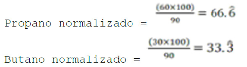 Propano normalizado = (60×100)/90 = 66.6̂
Butano normalizado = (30×100)/90 = 33.3̂